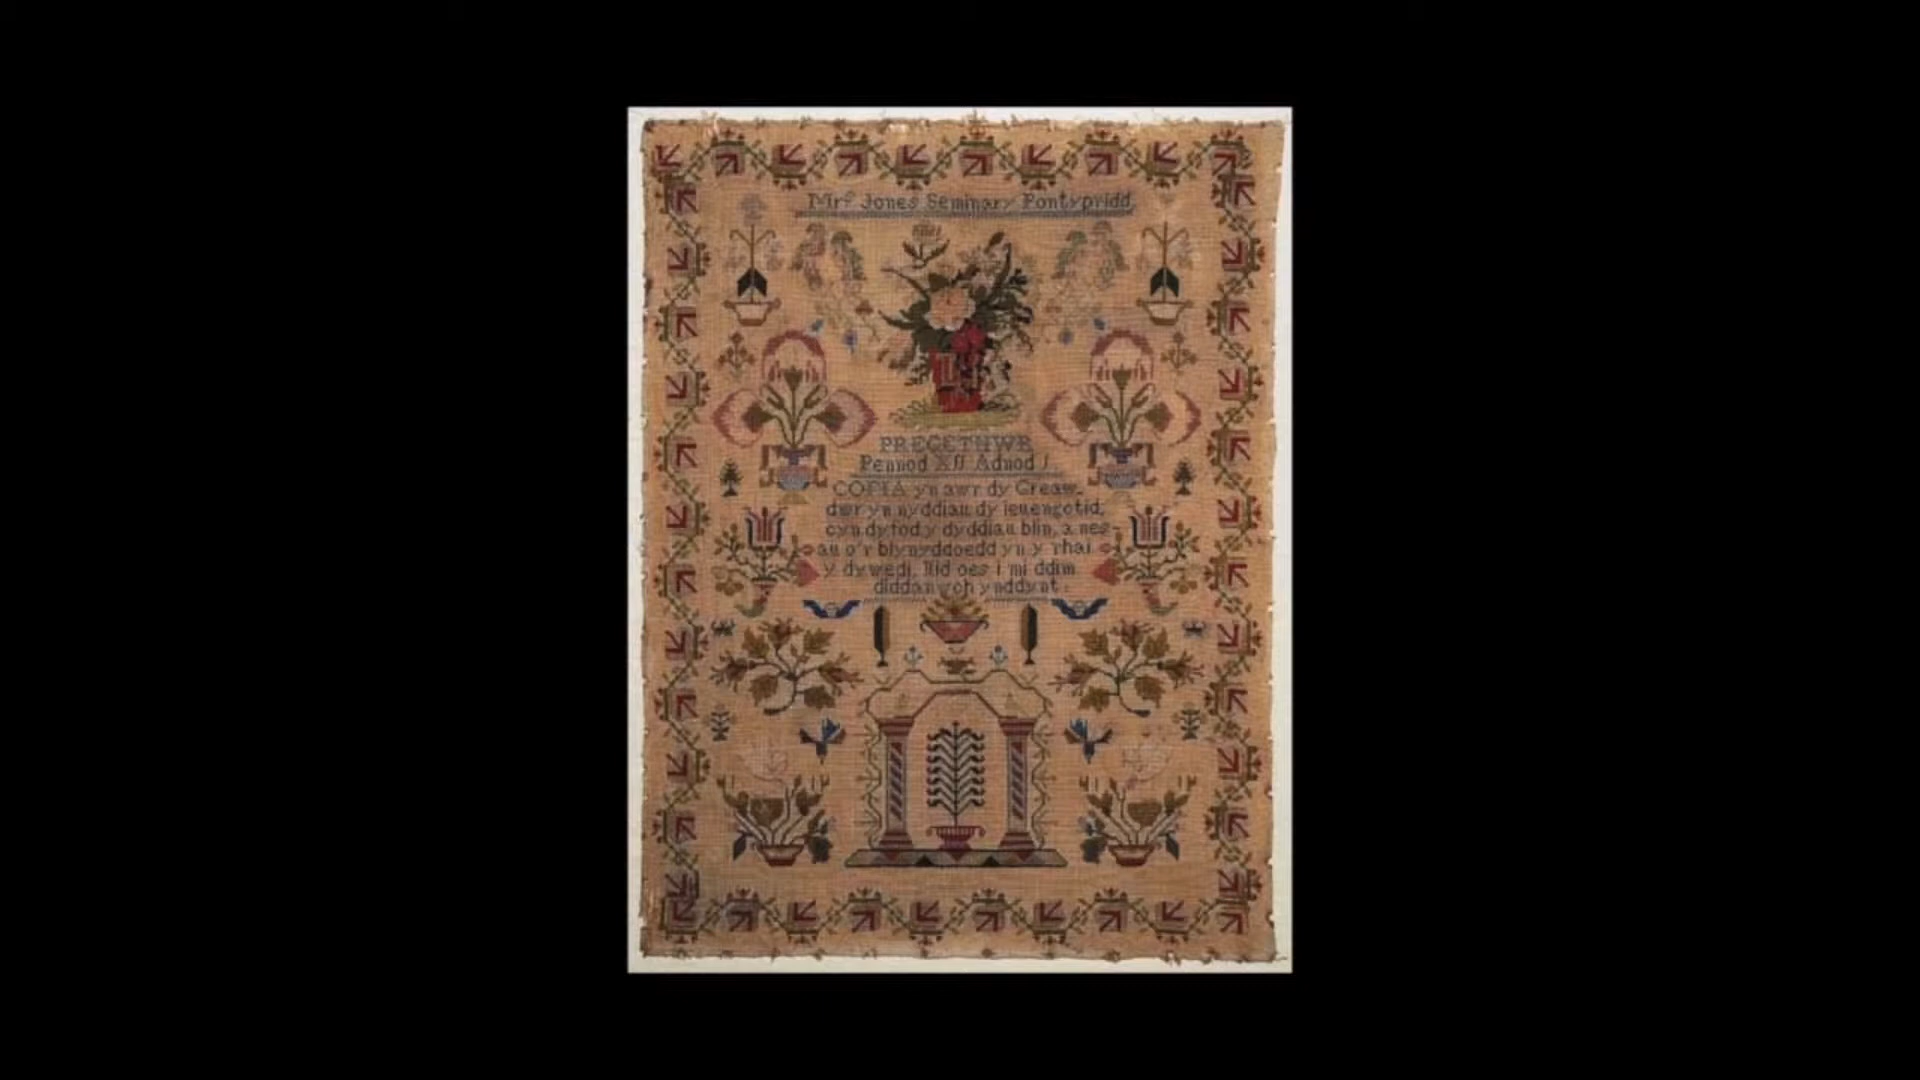 Mrs Jones Seminary Pontypridd
PREGETHWR
Pennod XII Adnod 1
COFIA yn awr dy Creaw-
dwr yn nyddiau dy ieuengctid,
cyn dyfod y dyddiau blin, a nes-
au o'r blynyddoedd yn y rhai
y dywedi, Nid oes i mi ddim
diddanwch ynddynt.